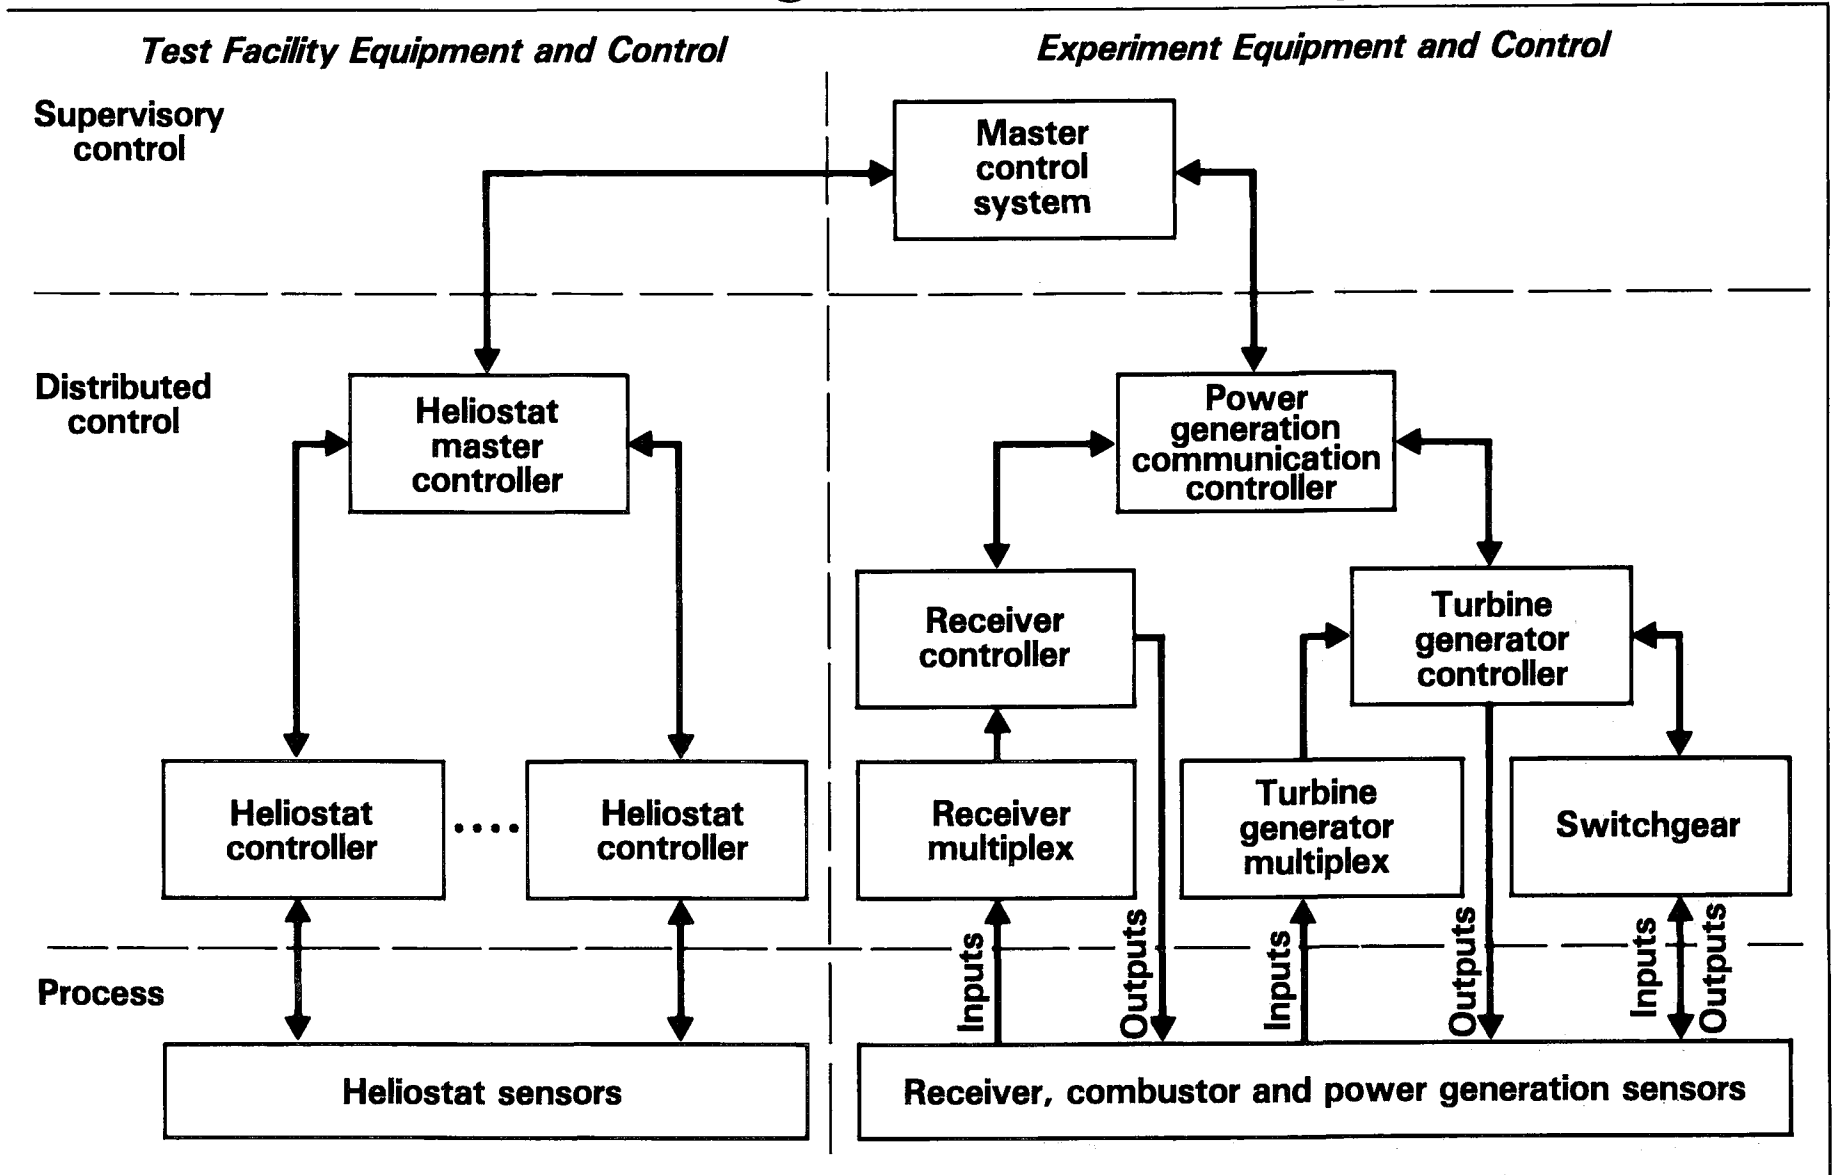 Test Facility Equipment and Control
Experiment Equipment and Control
Supervisory
control
Master
control
system
Distributed
control
Heliostat
master
controller
Power
generation
communication
controller
Receiver
controller
Turbine
generator
controller
Heliostat
controller
....
Heliostat
controller
Receiver
multiplex
Turbine
generator
multiplex
Switchgear
Process
Inputs
Outputs
Inputs
Outputs
Inputs
Outputs
Heliostat sensors
Receiver, combustor and power generation sensors